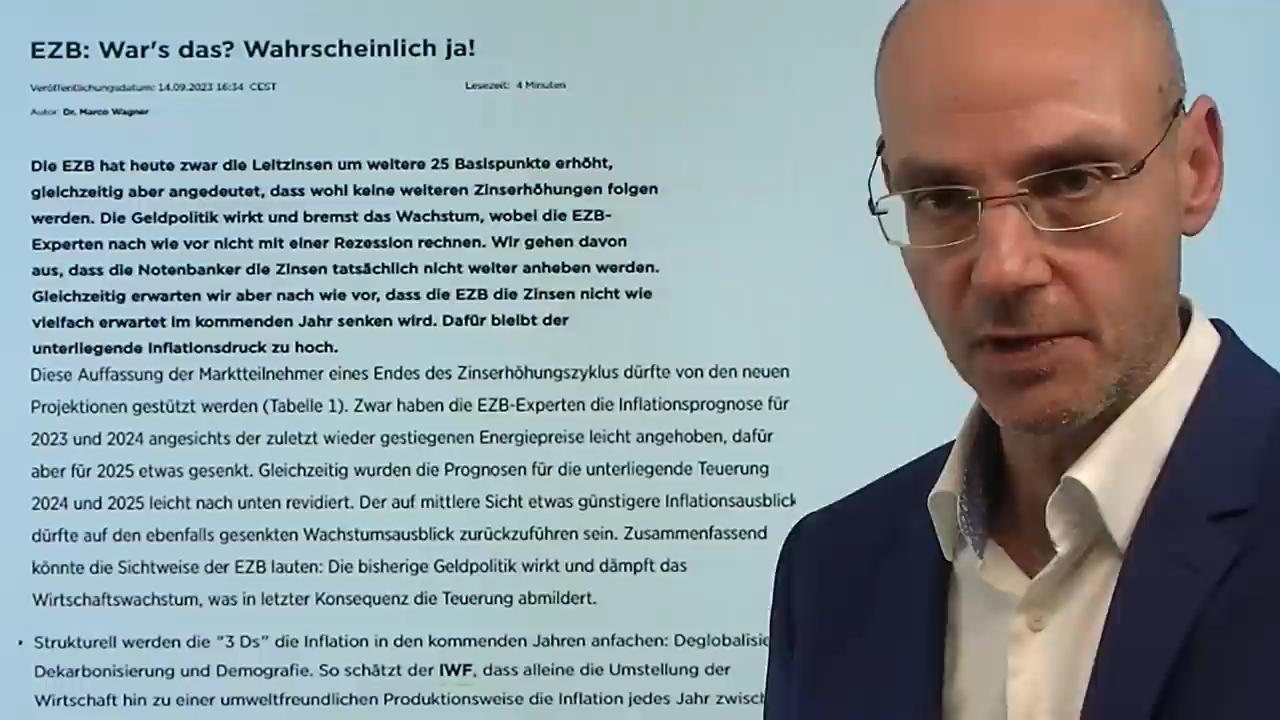 EZB: War's das? Wahrscheinlich ja!
Veröffentlichungsdatum: 14.09.2023 16:34 CEST
Lesezeit: 4 Minuten
Autor: Dr. Marco Wagner
Die EZB hat heute zwar die Leitzinsen um weitere 25 Basispunkte erhöht,
gleichzeitig aber angedeutet, dass wohl keine weiteren Zinserhöhungen folgen
werden. Die Geldpolitik wirkt und bremst das Wachstum, wobei die EZB-
Experten nach wie vor nicht mit einer Rezession rechnen. Wir gehen davon
aus, dass die Notenbanker die Zinsen tatsächlich nicht weiter anheben werden.
Gleichzeitig erwarten wir aber nach wie vor, dass die EZB die Zinsen nicht wie
vielfach erwartet im kommenden Jahr senken wird. Dafür bleibt der
unterliegende Inflationsdruck zu hoch.
Diese Auffassung der Marktteilnehmer eines Endes des Zinserhöhungszyklus dürfte von den neuen
Projektionen gestützt werden (Tabelle 1). Zwar haben die EZB-Experten die Inflationsprognose für
2023 und 2024 angesichts der zuletzt wieder gestiegenen Energiepreise leicht angehoben, dafür
aber für 2025 etwas gesenkt. Gleichzeitig wurden die Prognosen für die unterliegende Teuerung
2024 und 2025 leicht nach unten revidiert. Der auf mittlere Sicht etwas günstigere Inflationsausblick
dürfte auf den ebenfalls gesenkten Wachstumsausblick zurückzuführen sein. Zusammenfassend
könnte die Sichtweise der EZB lauten: Die bisherige Geldpolitik wirkt und dämpft das
Wirtschaftswachstum, was in letzter Konsequenz die Teuerung abmildert.
• Strukturell werden die "3 Ds" die Inflation in den kommenden Jahren anfachen: Deglobalisie
Dekarbonisierung und Demografie. So schätzt der IWF, dass alleine die Umstellung der
Wirtschaft hin zu einer umweltfreundlichen Produktionsweise die Inflation jedes Jahr zwisch